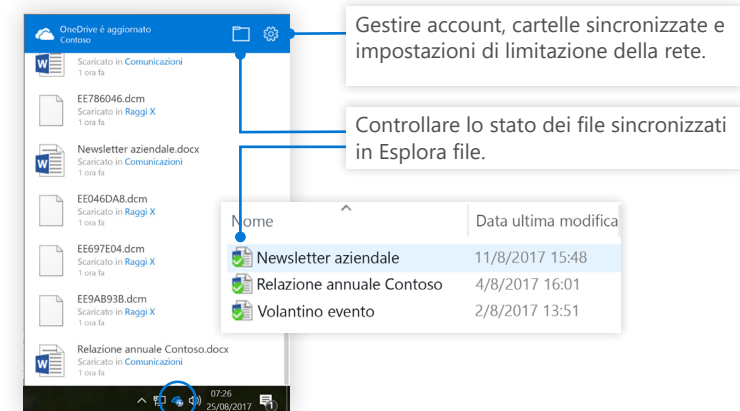 OneDrive è aggiornato
Contoso
Scaricato in Comunicazioni
1 ora fa
EE786046.dcm
Scaricato in Raggi X
1 ora fa
Newsletter aziendale.docx
Scaricato in Comunicazioni
1 ora fa
EE046DA8.dcm
Scaricato in Raggi X
1 ora fa
EE697E04.dcm
Scaricato in Raggi X
1 ora fa
EE9AB93B.dcm
Scaricato in Raggi X
1 ora fa
Relazione annuale Contoso.docx
Scaricato in Comunicazioni
1 ora fa
07:26
25/08/2017
1
Gestire account, cartelle sincronizzate e
impostazioni di limitazione della rete.
Controllare lo stato dei file sincronizzati
in Esplora file.
Nome Data ultima modifica
Newsletter aziendale 11/8/2017 15:48
Relazione annuale Contoso 4/8/2017 16:01
Volantino evento 2/8/2017 13:51